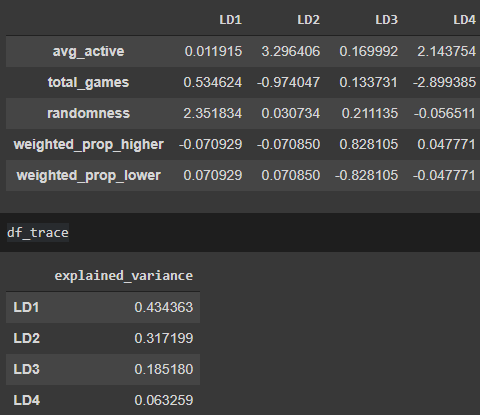 LD1 LD2 LD3 LD4
avg_active 0.011915 3.296406 0.169992 2.143754
total_games 0.534624 -0.974047 0.133731 -2.899385
randomness 2.351834 0.030734 0.211135 -0.056511
weighted_prop_higher -0.070929 -0.070850 0.828105 0.047771
weighted_prop_lower 0.070929 0.070850 -0.828105 -0.047771
df_trace
explained_variance
LD1 0.434363
LD2 0.317199
LD3 0.185180
LD4 0.063259